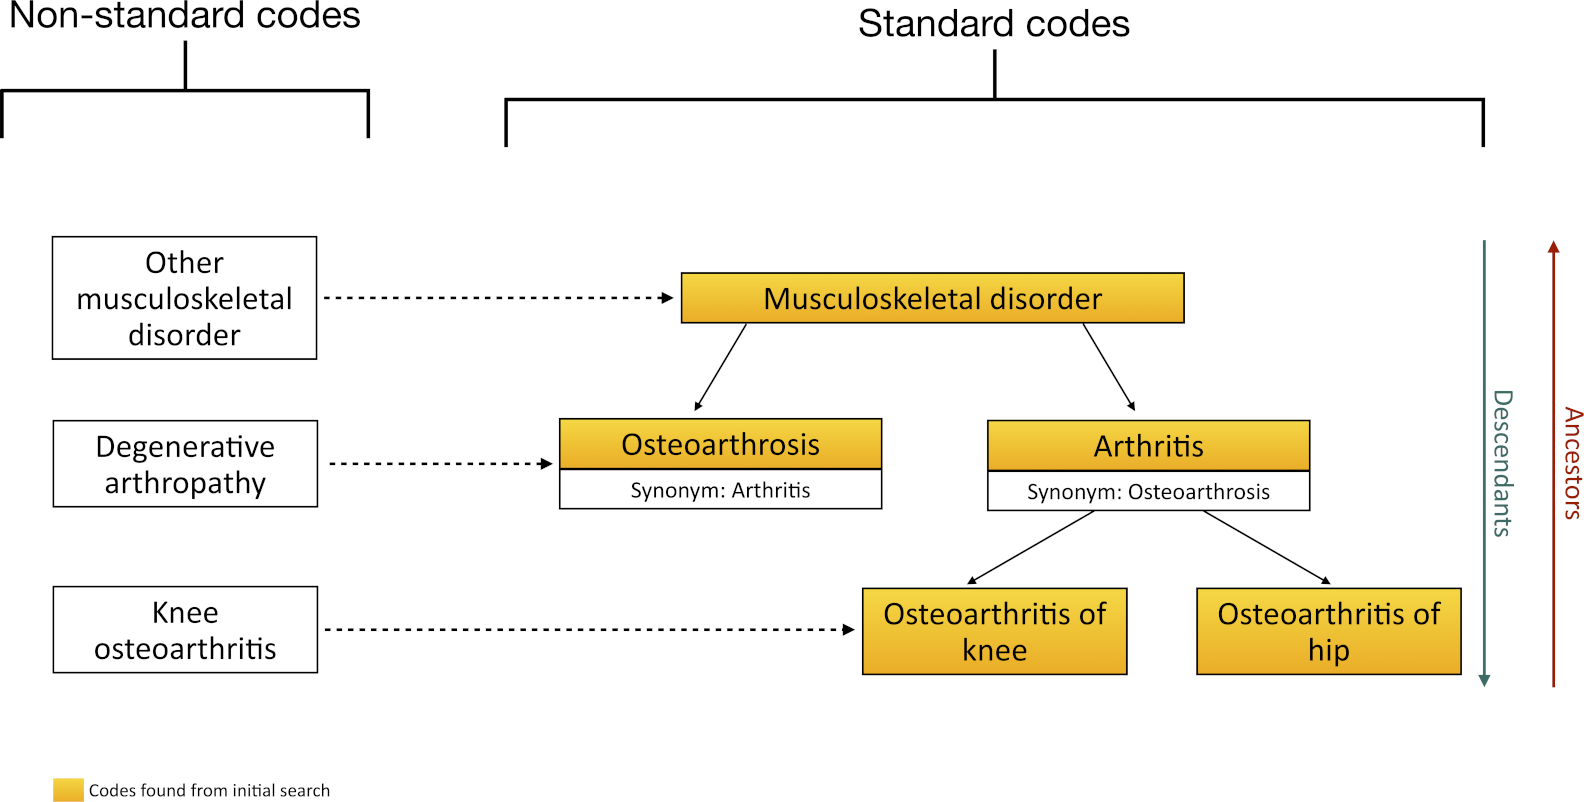 Non-standard codes
Standard codes
Other
musculoskeletal
disorder
Musculoskeletal disorder
Degenerative
arthropathy
Osteoarthrosis
Synonym: Arthritis
Arthritis
Synonym: Osteoarthrosis
Knee
osteoarthritis
Osteoarthritis of
knee
Osteoarthritis of
hip
Descendants
Ancestors
Codes found from initial search